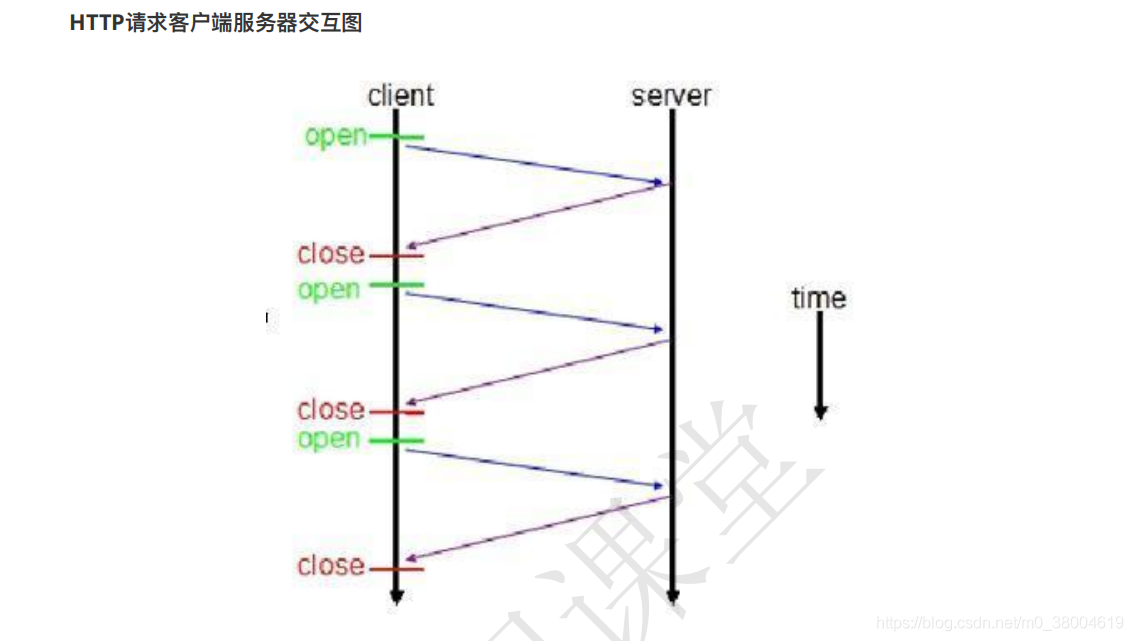 HTTP请求客户端服务器交互图
client
server
open
close
open
time
close
open
close
课堂
https://blog.csdn.net/m0_38004619